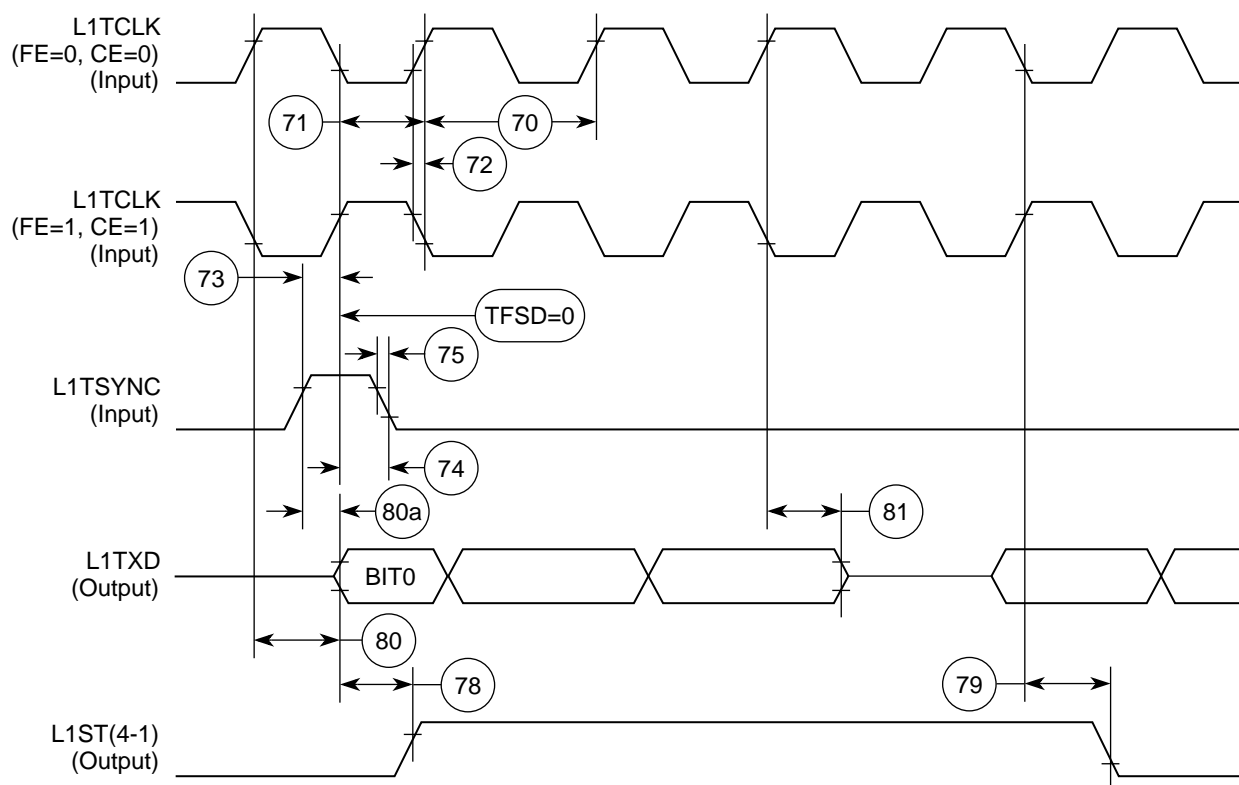 L1TCLK
(FE=0, CE=0)
(Input)
71
70
72
L1TCLK
(FE=1, CE=1)
(Input)
73
TFSD=0
75
L1TSYNC
(Input)
74
80a
81
L1TXD
(Output)
BIT0
80
78
79
L1ST(4-1)
(Output)